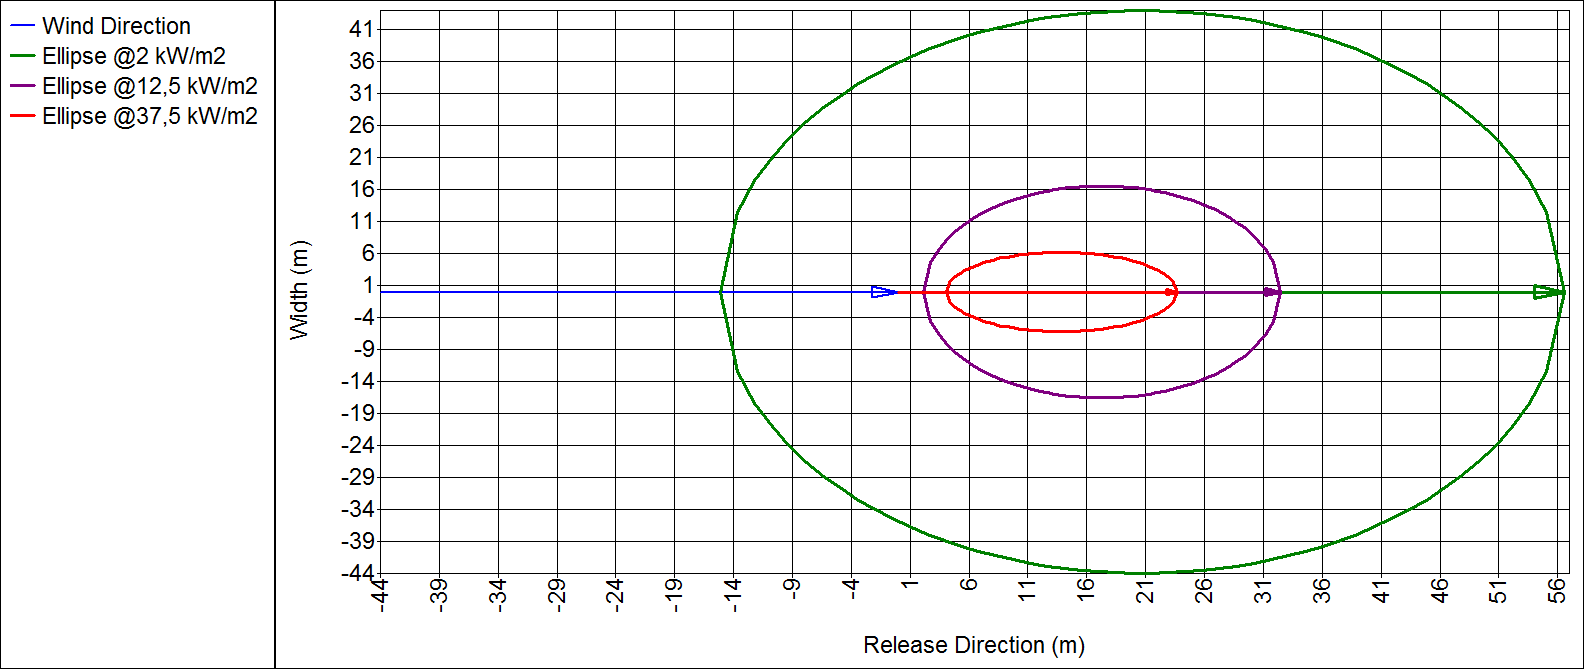 Wind Direction
Ellipse @2 kW/m2
Ellipse @12,5 kW/m2
Ellipse @37,5 kW/m2
Width (m)
41
36
31
26
21
16
11
6
1
-4
-9
-14
-19
-24
-29
-34
-39
-44
-44 -39 -34 -29 -24 -19 -14 -9 -4 1 6 11 16 21 26 31 36 41 46 51 56
Release Direction (m)